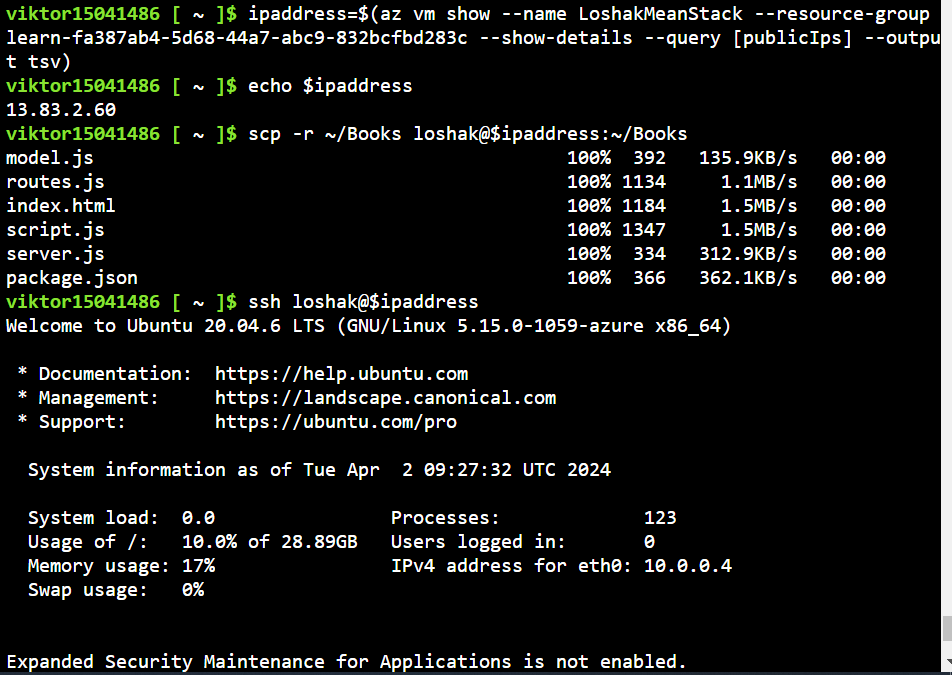 viktor15041486 [ ~ ]$ ipaddress=$(az vm show --name LoshakMeanStack --resource-group
learn-fa387ab4-5d68-44a7-abc9-832bcfbd283c --show-details --query [publicIps] --outpu
t tsv)
viktor15041486 [ ~ ]$ echo $ipaddress
13.83.2.60
viktor15041486 [ ~ ]$ scp -r ~/Books loshak@$ipaddress:~/Books
model.js 100% 392 135.9KB/s 00:00
routes.js 100% 1134 1.1MB/s 00:00
index.html 100% 1184 1.5MB/s 00:00
script.js 100% 1347 1.5MB/s 00:00
server.js 100% 334 312.9KB/s 00:00
package.json 100% 366 362.1KB/s 00:00
viktor15041486 [ ~ ]$ ssh loshak@$ipaddress
Welcome to Ubuntu 20.04.6 LTS (GNU/Linux 5.15.0-1059-azure x86_64)
* Documentation: https://help.ubuntu.com
* Management: https://landscape.canonical.com
* Support: https://ubuntu.com/pro
System information as of Tue Apr 2 09:27:32 UTC 2024
System load: 0.0 Processes: 123
Usage of /: 10.0% of 28.89GB Users logged in: 0
Memory usage: 17% IPv4 address for eth0: 10.0.0.4
Swap usage: 0%
Expanded Security Maintenance for Applications is not enabled.